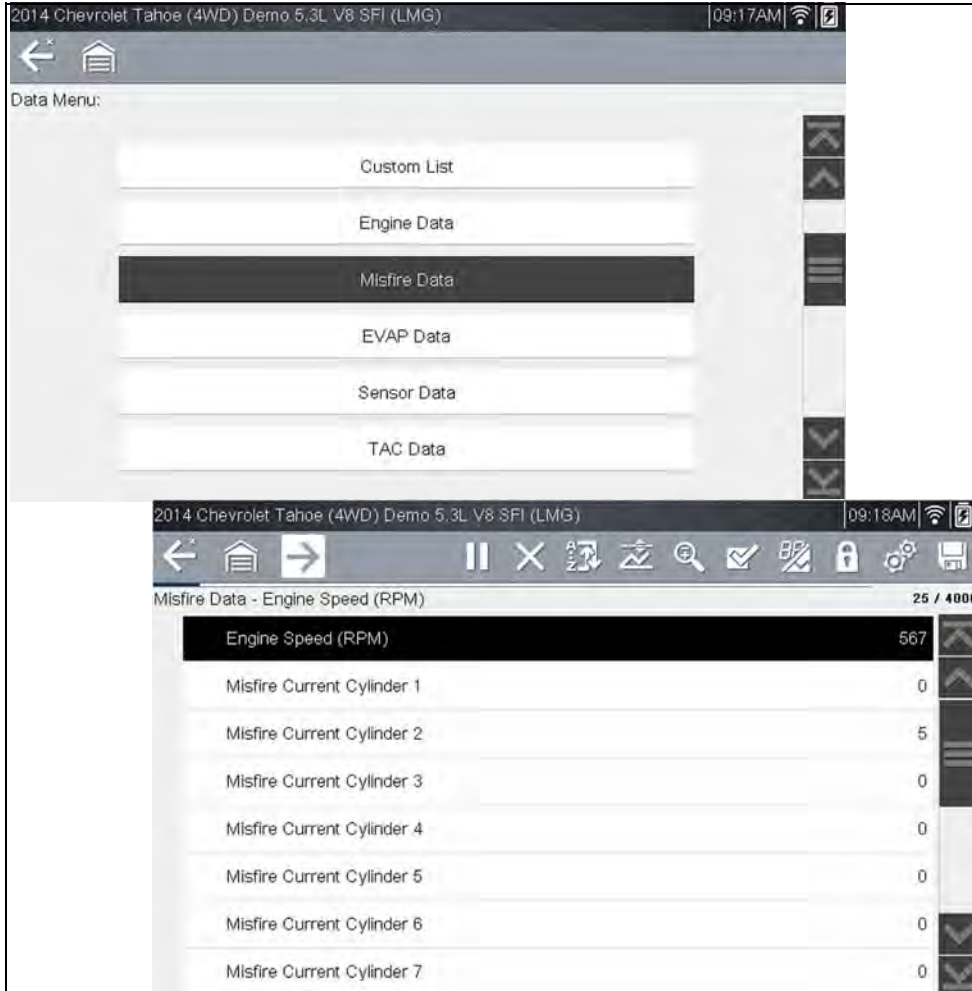 2014 Chevrolet Tahoe (4WD) Demo 5.3L V8 SFI (LMG) 09:17AM
Data Menu:
Custom List
Engine Data
Misfire Data
EVAP Data
Sensor Data
TAC Data
2014 Chevrolet Tahoe (4WD) Demo 5.3L V8 SFI (LMG) 09:18AM
Misfire Data - Engine Speed (RPM) 25 / 4000
Engine Speed (RPM) 567
Misfire Current Cylinder 1 0
Misfire Current Cylinder 2 5
Misfire Current Cylinder 3 0
Misfire Current Cylinder 4 0
Misfire Current Cylinder 5 0
Misfire Current Cylinder 6 0
Misfire Current Cylinder 7 0